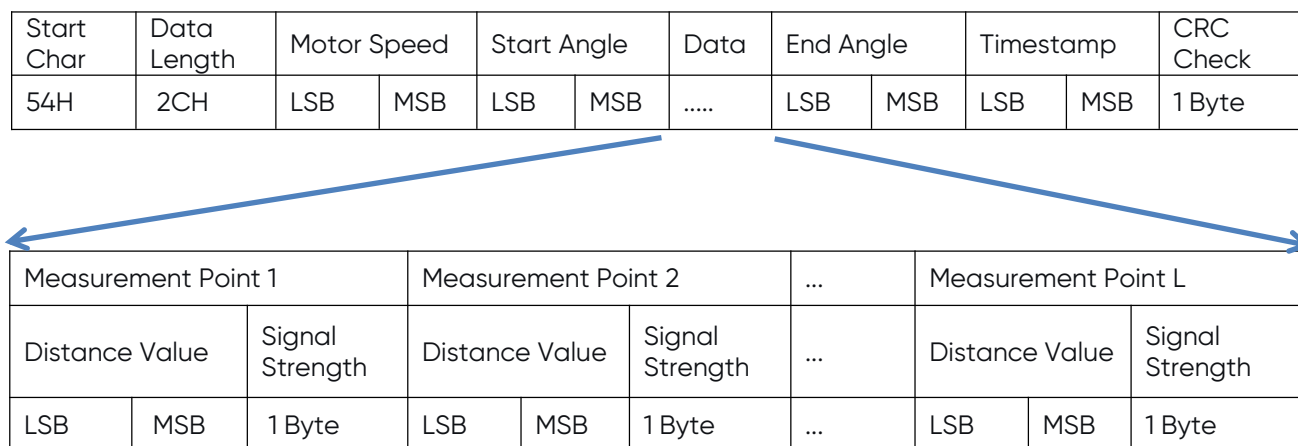 Start Char Data Length Motor Speed Start Angle Data End Angle Timestamp CRC Check
54H 2CH LSB MSB LSB MSB ..... LSB MSB LSB MSB 1 Byte
Measurement Point 1 Measurement Point 2 ... Measurement Point L
Distance Value Signal Strength Distance Value Signal Strength ... Distance Value Signal Strength
LSB MSB 1 Byte LSB MSB 1 Byte ... LSB MSB 1 Byte